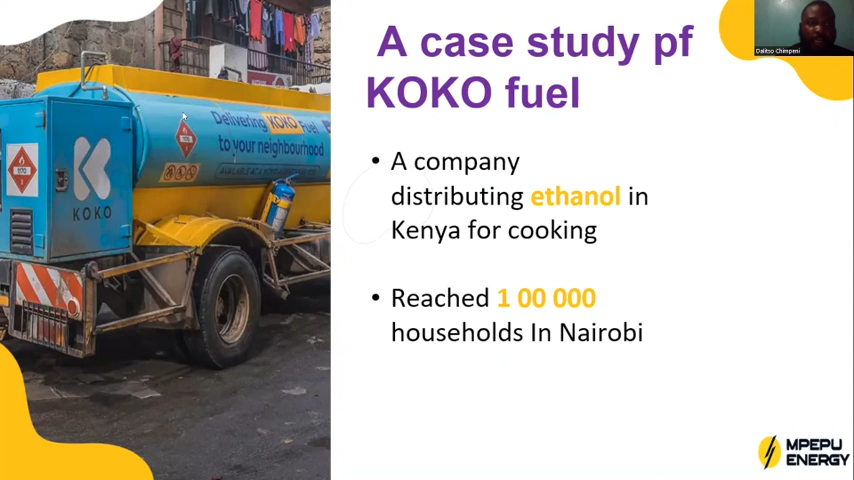 A case study pf
KOKO fuel
Dalitso Chimpeni
• A company
distributing ethanol in
Kenya for cooking
• Reached 1 00 000
households In Nairobi
Delivering KOKO Fuel
to your neighbourhood
KOKO
1170
MPEPU
ENERGY